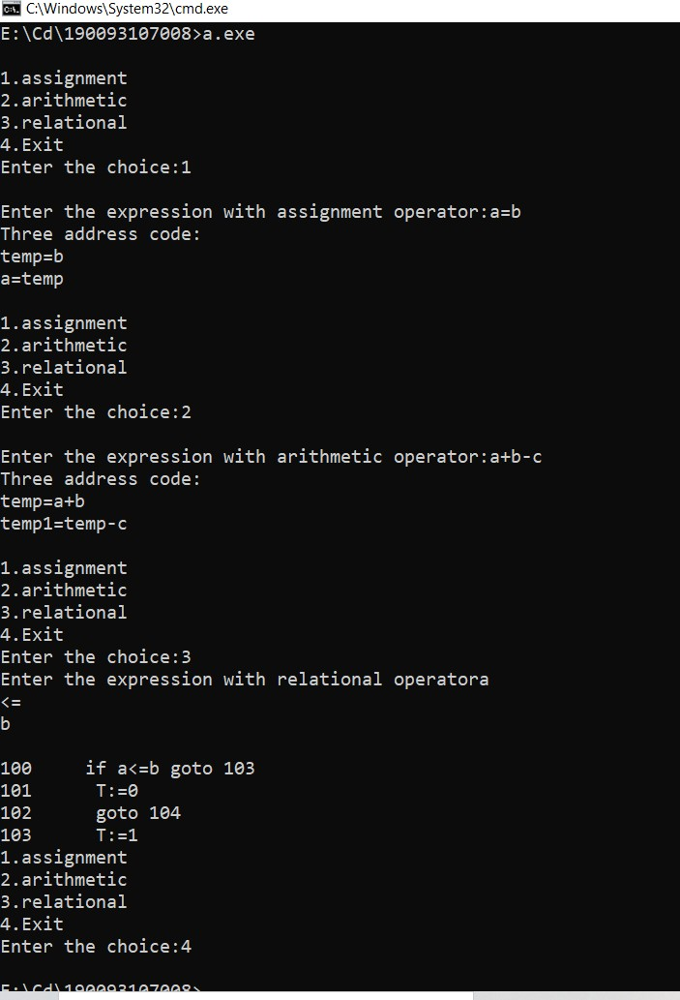 C:\Windows\System32\cmd.exe
E:\Cd\190093107008>a.exe
1.assignment
2.arithmetic
3.relational
4.Exit
Enter the choice:1
Enter the expression with assignment operator:a=b
Three address code:
temp=b
a=temp
1.assignment
2.arithmetic
3.relational
4.Exit
Enter the choice:2
Enter the expression with arithmetic operator:a+b-c
Three address code:
temp=a+b
temp1=temp-c
1.assignment
2.arithmetic
3.relational
4.Exit
Enter the choice:3
Enter the expression with relational operatora
<=
b
100     if a<=b goto 103
101      T:=0
102      goto 104
103      T:=1
1.assignment
2.arithmetic
3.relational
4.Exit
Enter the choice:4
E:\Cd\190093107008>